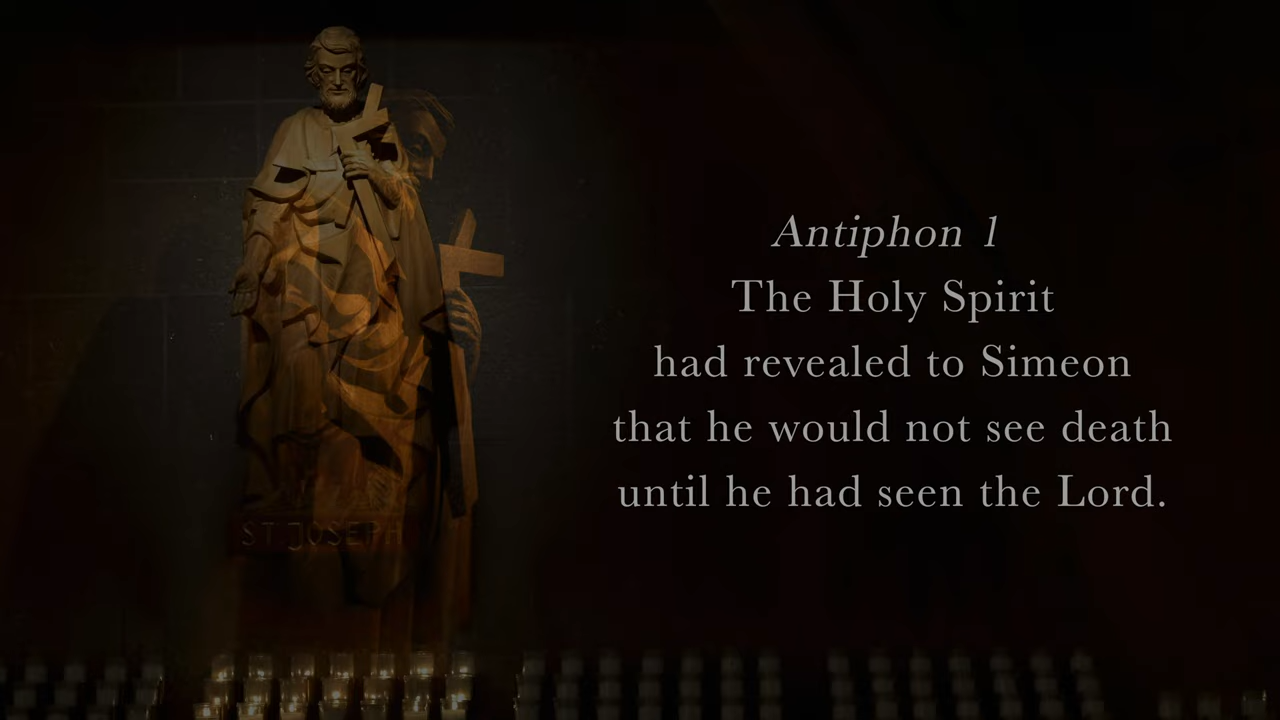 Antiphon 1
The Holy Spirit
had revealed to Simeon
that he would not see death
until he had seen the Lord.
ST. JOSEPH